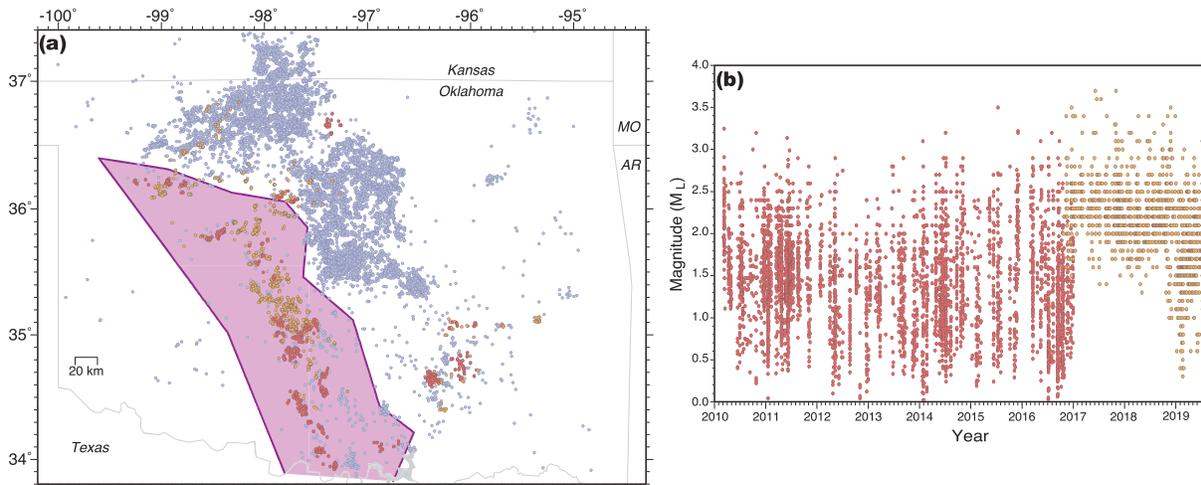 -100˚ -99˚ -98˚ -97˚ -96˚ -95˚
(a)
37˚
Kansas
Oklahoma
MO
AR
36˚
35˚
20 km
34˚
Texas
(b)
4.0
3.5
3.0
2.5
2.0
1.5
1.0
0.5
0.0
Magnitude (ML)
2010 2011 2012 2013 2014 2015 2016 2017 2018 2019
Year